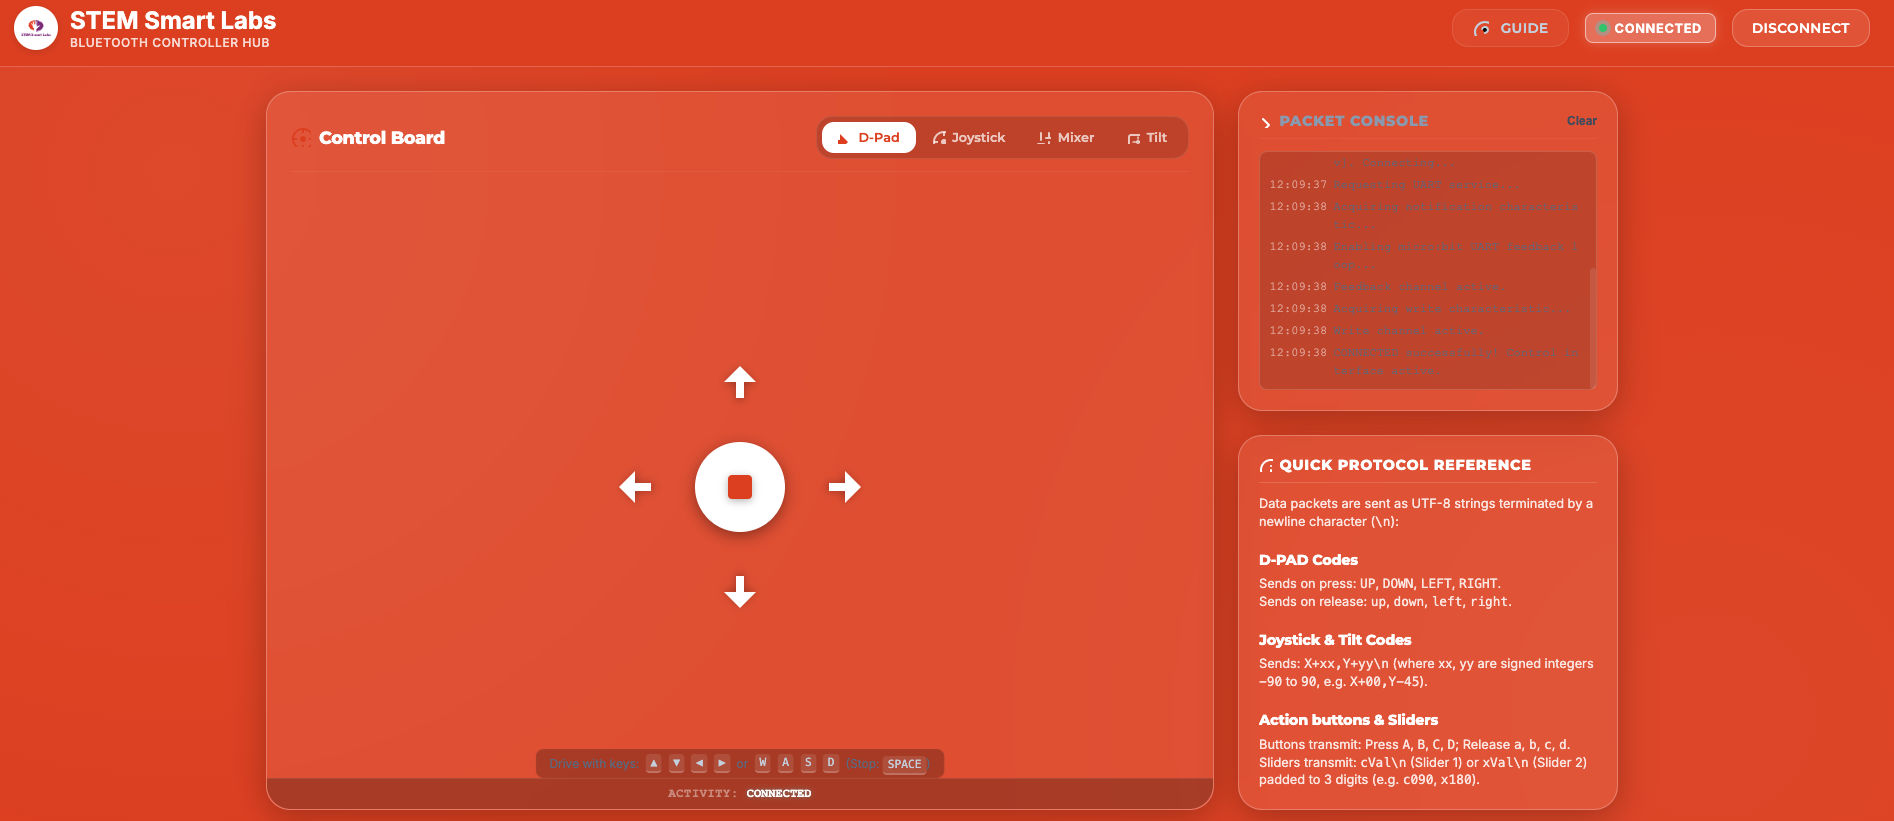 STEM Smart Labs
BLUETOOTH CONTROLLER HUB
GUIDE
CONNECTED
DISCONNECT
Control Board
D-Pad
Joystick
Mixer
Tilt
Drive with keys: ▲ ▼ ◄ ► or W A S D (Stop: SPACE)
ACTIVITY: CONNECTED
PACKET CONSOLE
Clear
12:09:37
12:09:38
12:09:38
12:09:38
12:09:38
12:09:38
12:09:38
QUICK PROTOCOL REFERENCE
Data packets are sent as UTF-8 strings terminated by a
newline character (\n):
D-PAD Codes
Sends on press: UP, DOWN, LEFT, RIGHT.
Sends on release: up, down, left, right.
Joystick & Tilt Codes
Sends: X+xx,Y+yy\n (where xx, yy are signed integers
-90 to 90, e.g. X+00,Y-45).
Action buttons & Sliders
Buttons transmit: Press A, B, C, D; Release a, b, c, d.
Sliders transmit: cVal\n (Slider 1) or xVal\n (Slider 2)
padded to 3 digits (e.g. c090, x180).